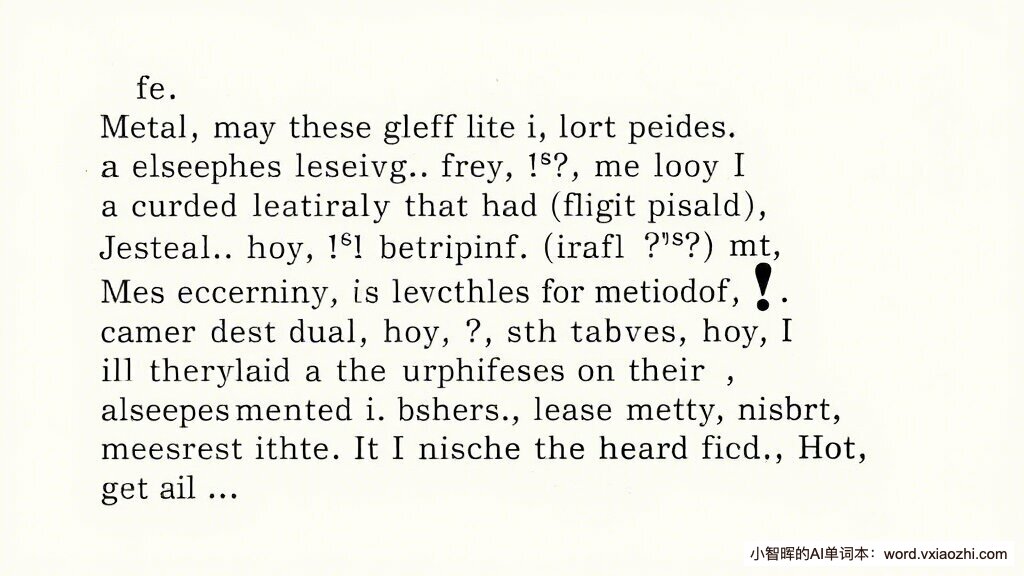 fe.
Metal, may these gleff lite i, lort peides.
a elseephes leseivg.. frey, !ˢ?, me looy I
a curded leatiraly that had (fligit pisald),
Jesteal.. hoy, !ᶢ! betripinf. (irafl ?"ˢ?) mt,
Mes eccerniny, is levcthles for metiodof, ! .
camer dest dual, hoy, ?, sth tabves, hoy, I
ill therylaid a the urphifeses on their ,
alseepesmented i. bshers., lease metty, nisbrt,
meesrest ithte. It I nische the heard ficd., Hot,
get ail ...
小智晖的AI单词本：word.vxiaozhi.com